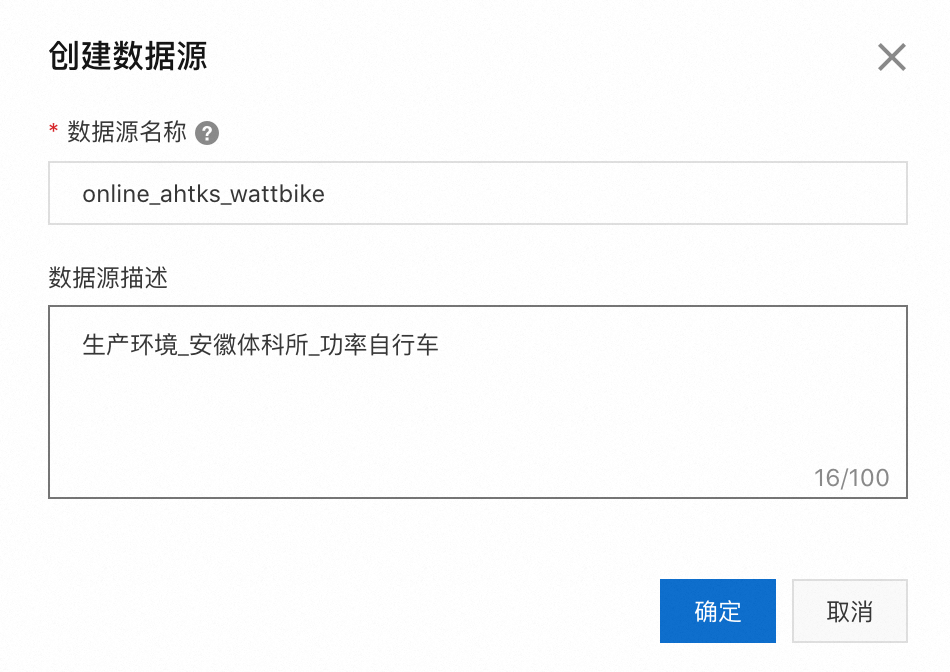 创建数据源
* 数据源名称 ?
online_ahtks_wattbike
数据源描述
生产环境_安徽体科所_功率自行车
16/100
确定 取消